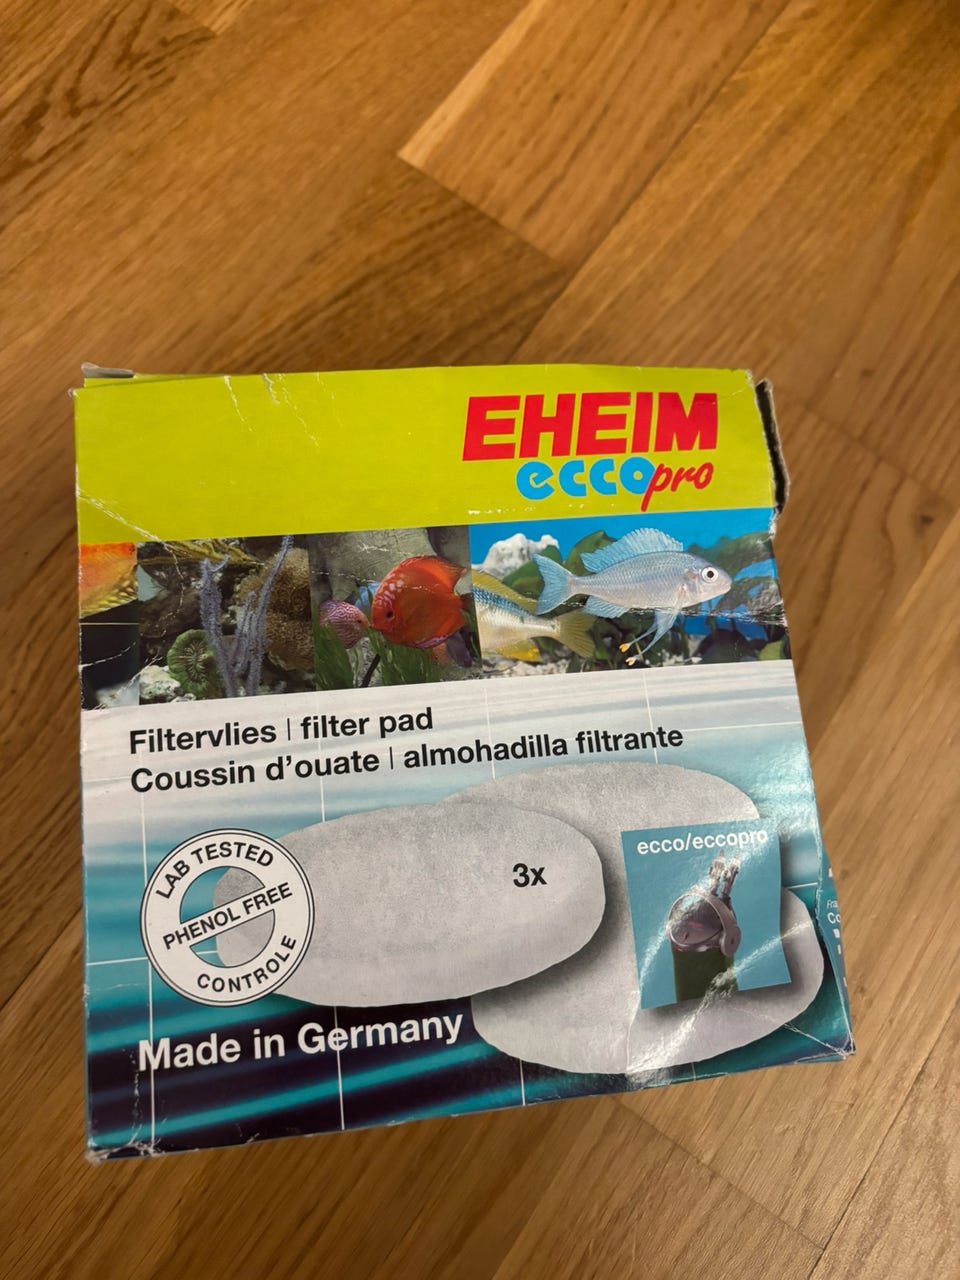 EHEIM
eccopro
Filtervlies | filter pad
Coussin d'ouate | almohadilla filtrante
3x
ecco/eccopro
LAB TESTED
PHENOL FREE
CONTROLE
Made in Germany